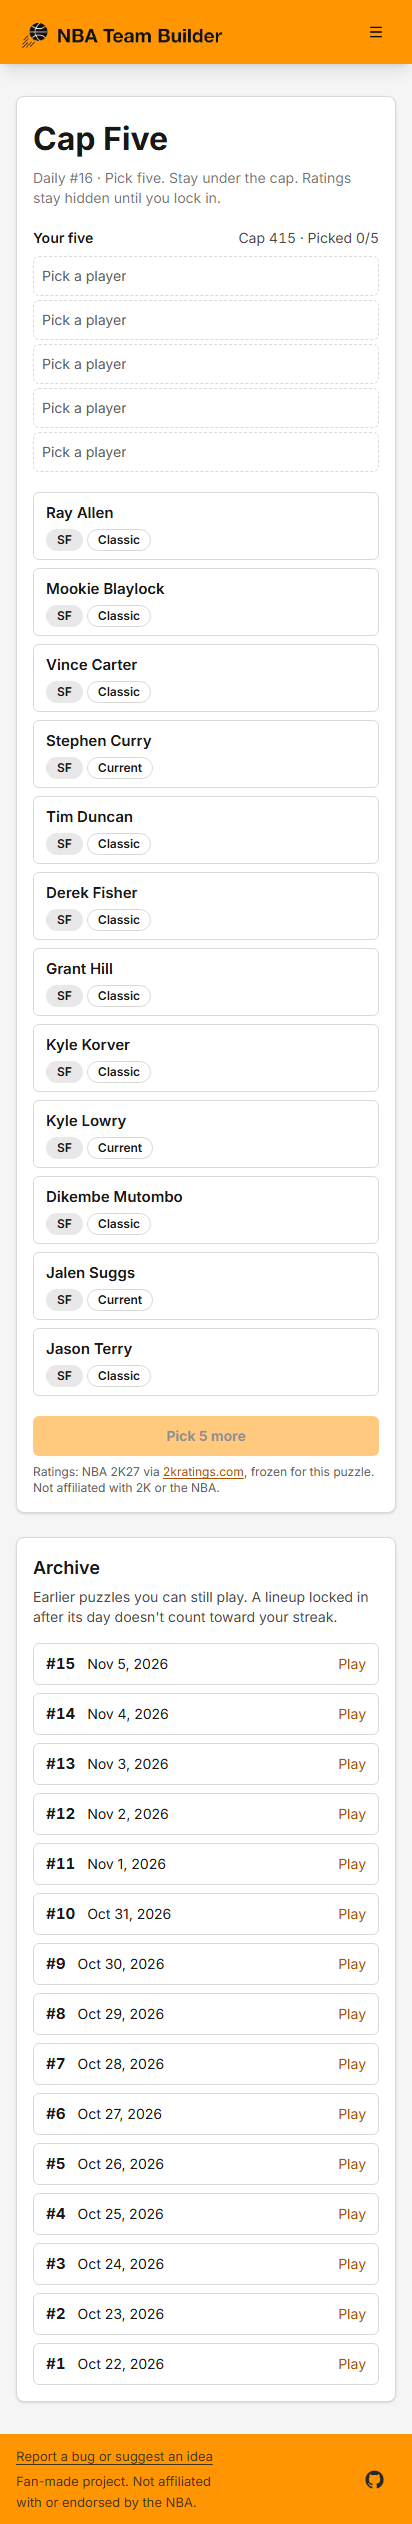 NBA Team Builder
Cap Five
Daily #16 · Pick five. Stay under the cap. Ratings
stay hidden until you lock in.
Your five
Cap 415 · Picked 0/5
Pick a player
Pick a player
Pick a player
Pick a player
Pick a player
Ray Allen
SF Classic
Mookie Blaylock
SF Classic
Vince Carter
SF Classic
Stephen Curry
SF Current
Tim Duncan
SF Classic
Derek Fisher
SF Classic
Grant Hill
SF Classic
Kyle Korver
SF Classic
Kyle Lowry
SF Current
Dikembe Mutombo
SF Classic
Jalen Suggs
SF Current
Jason Terry
SF Classic
Pick 5 more
Ratings: NBA 2K27 via 2kratings.com, frozen for this puzzle.
Not affiliated with 2K or the NBA.
Archive
Earlier puzzles you can still play. A lineup locked in
after its day doesn't count toward your streak.
#15 Nov 5, 2026 Play
#14 Nov 4, 2026 Play
#13 Nov 3, 2026 Play
#12 Nov 2, 2026 Play
#11 Nov 1, 2026 Play
#10 Oct 31, 2026 Play
#9 Oct 30, 2026 Play
#8 Oct 29, 2026 Play
#7 Oct 28, 2026 Play
#6 Oct 27, 2026 Play
#5 Oct 26, 2026 Play
#4 Oct 25, 2026 Play
#3 Oct 24, 2026 Play
#2 Oct 23, 2026 Play
#1 Oct 22, 2026 Play
Report a bug or suggest an idea
Fan-made project. Not affiliated
with or endorsed by the NBA.